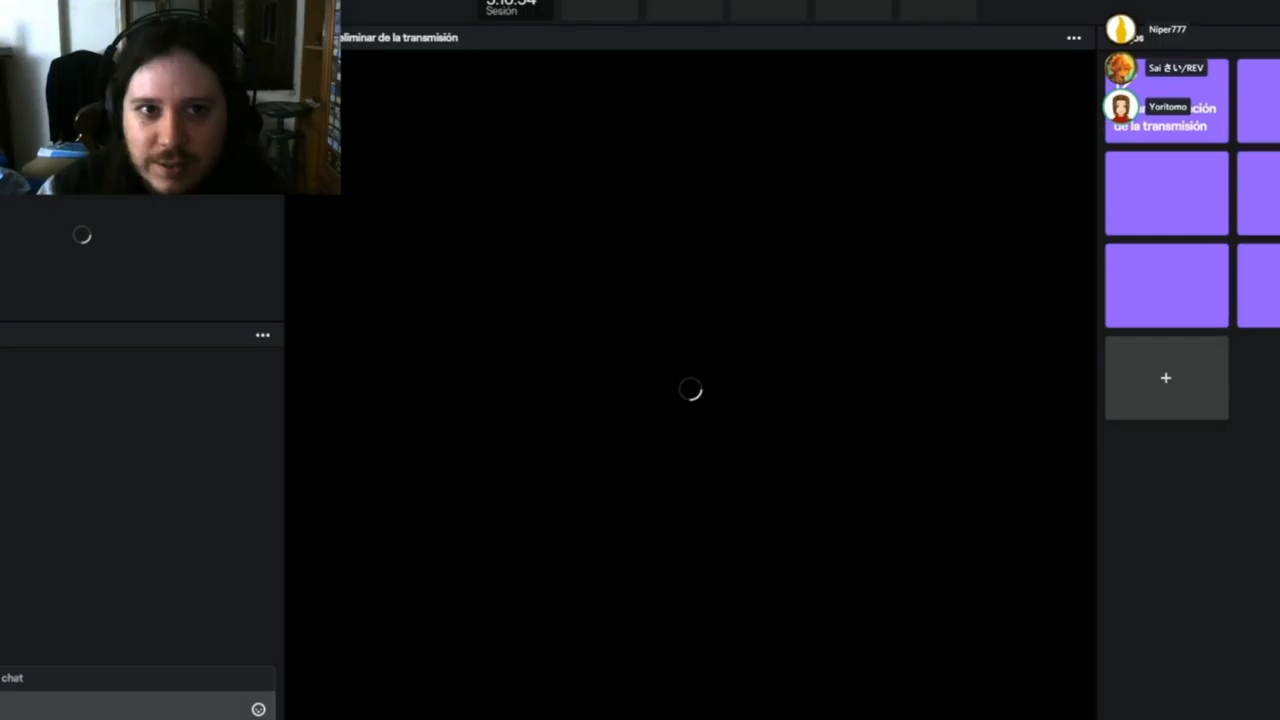 Sesión
eliminar de la transmisión
Niper777
Sai さい/REV
Yoritomo
de la transmisión
chat